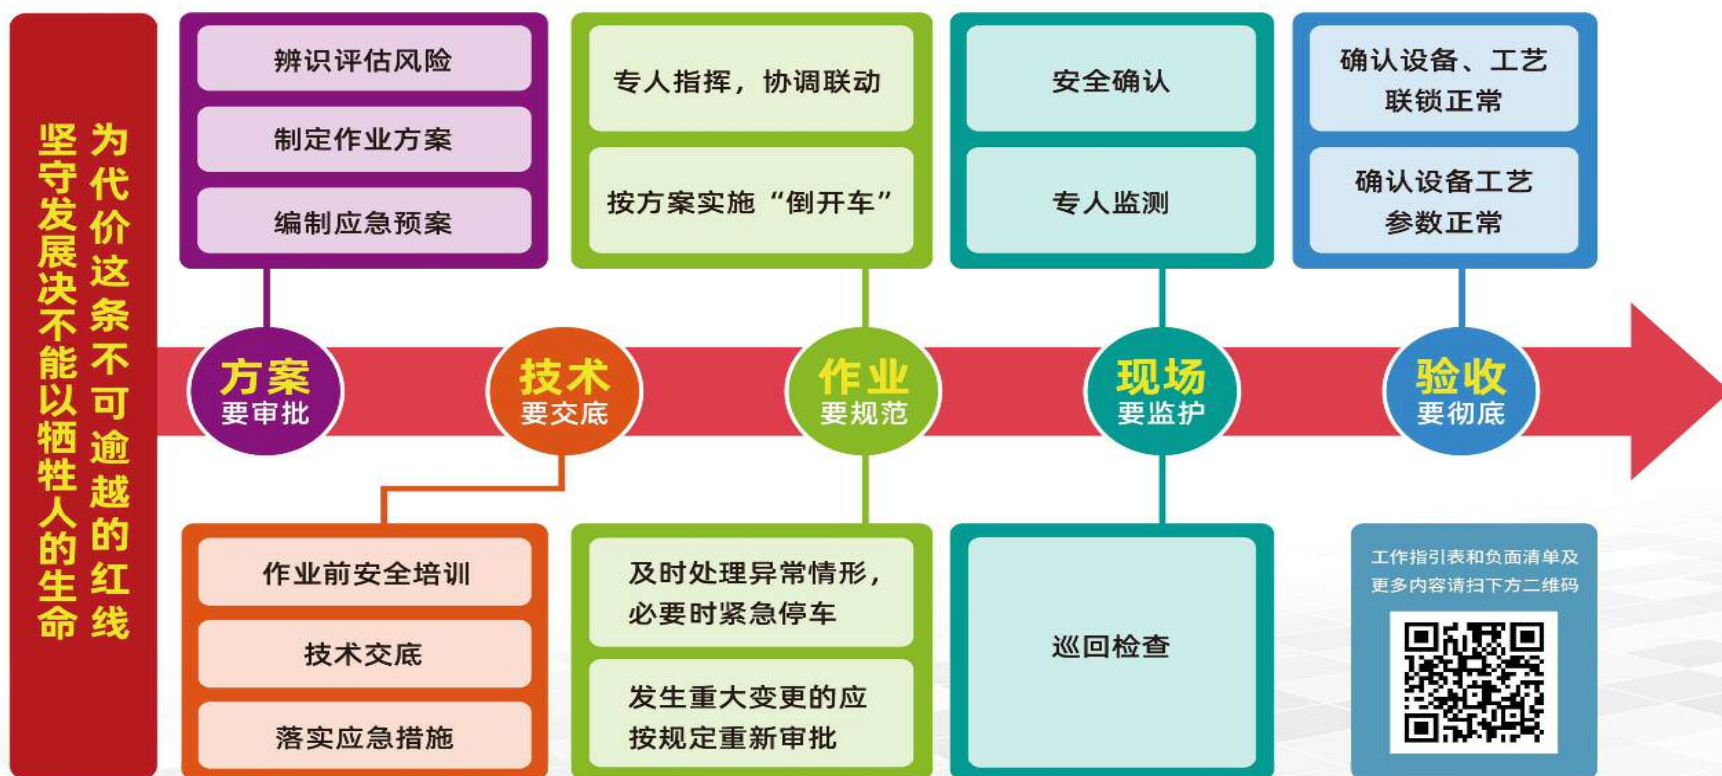 坚守发展决不能以牺牲人的生命
为代价这条不可逾越的红线
辨识评估风险
制定作业方案
编制应急预案
方案
要审批
技术
要交底
作业前安全培训
技术交底
落实应急措施
专人指挥，协调联动
按方案实施“倒开车”
作业
要规范
及时处理异常情形，
必要时紧急停车
发生重大变更的应
按规定重新审批
安全确认
专人监测
现场
要监护
巡回检查
确认设备、工艺
联锁正常
确认设备工艺
参数正常
验收
要彻底
工作指引表和负面清单及
更多内容请扫下方二维码